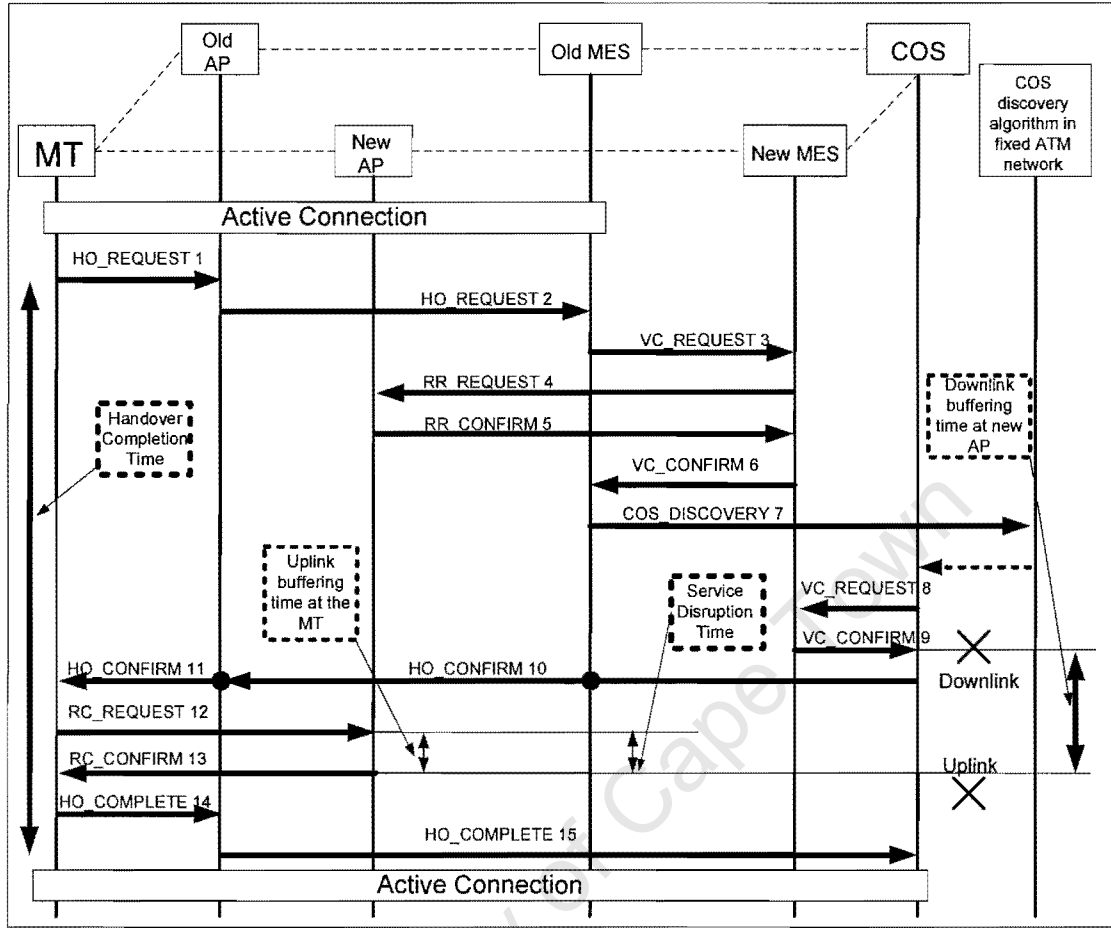 Old
AP
Old MES
COS
COS
discovery
algorithm in
fixed ATM
network
MT
New
AP
New MES
Active Connection
HO_REQUEST 1
HO_REQUEST 2
VC_REQUEST 3
RR_REQUEST 4
Downlink
buffering
time at new
AP
Handover
Completion
Time
RR_CONFIRM 5
VC_CONFIRM 6
COS_DISCOVERY 7
Uplink
buffering
time at the
MT
Service
Disruption
Time
VC_REQUEST 8
VC_CONFIRM 9
HO_CONFIRM 11
HO_CONFIRM 10
Downlink
RC_REQUEST 12
RC_CONFIRM 13
Uplink
HO_COMPLETE 14
HO_COMPLETE 15
Active Connection
y of Cape Town